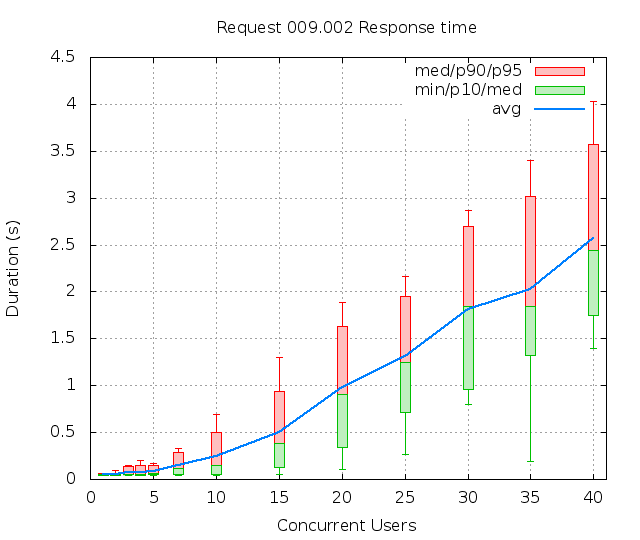 Request 009.002 Response time
med/p90/p95
min/p10/med
avg
4.5
4
3.5
3
2.5
2
1.5
1
0.5
0
Duration (s)
0 5 10 15 20 25 30 35 40
Concurrent Users